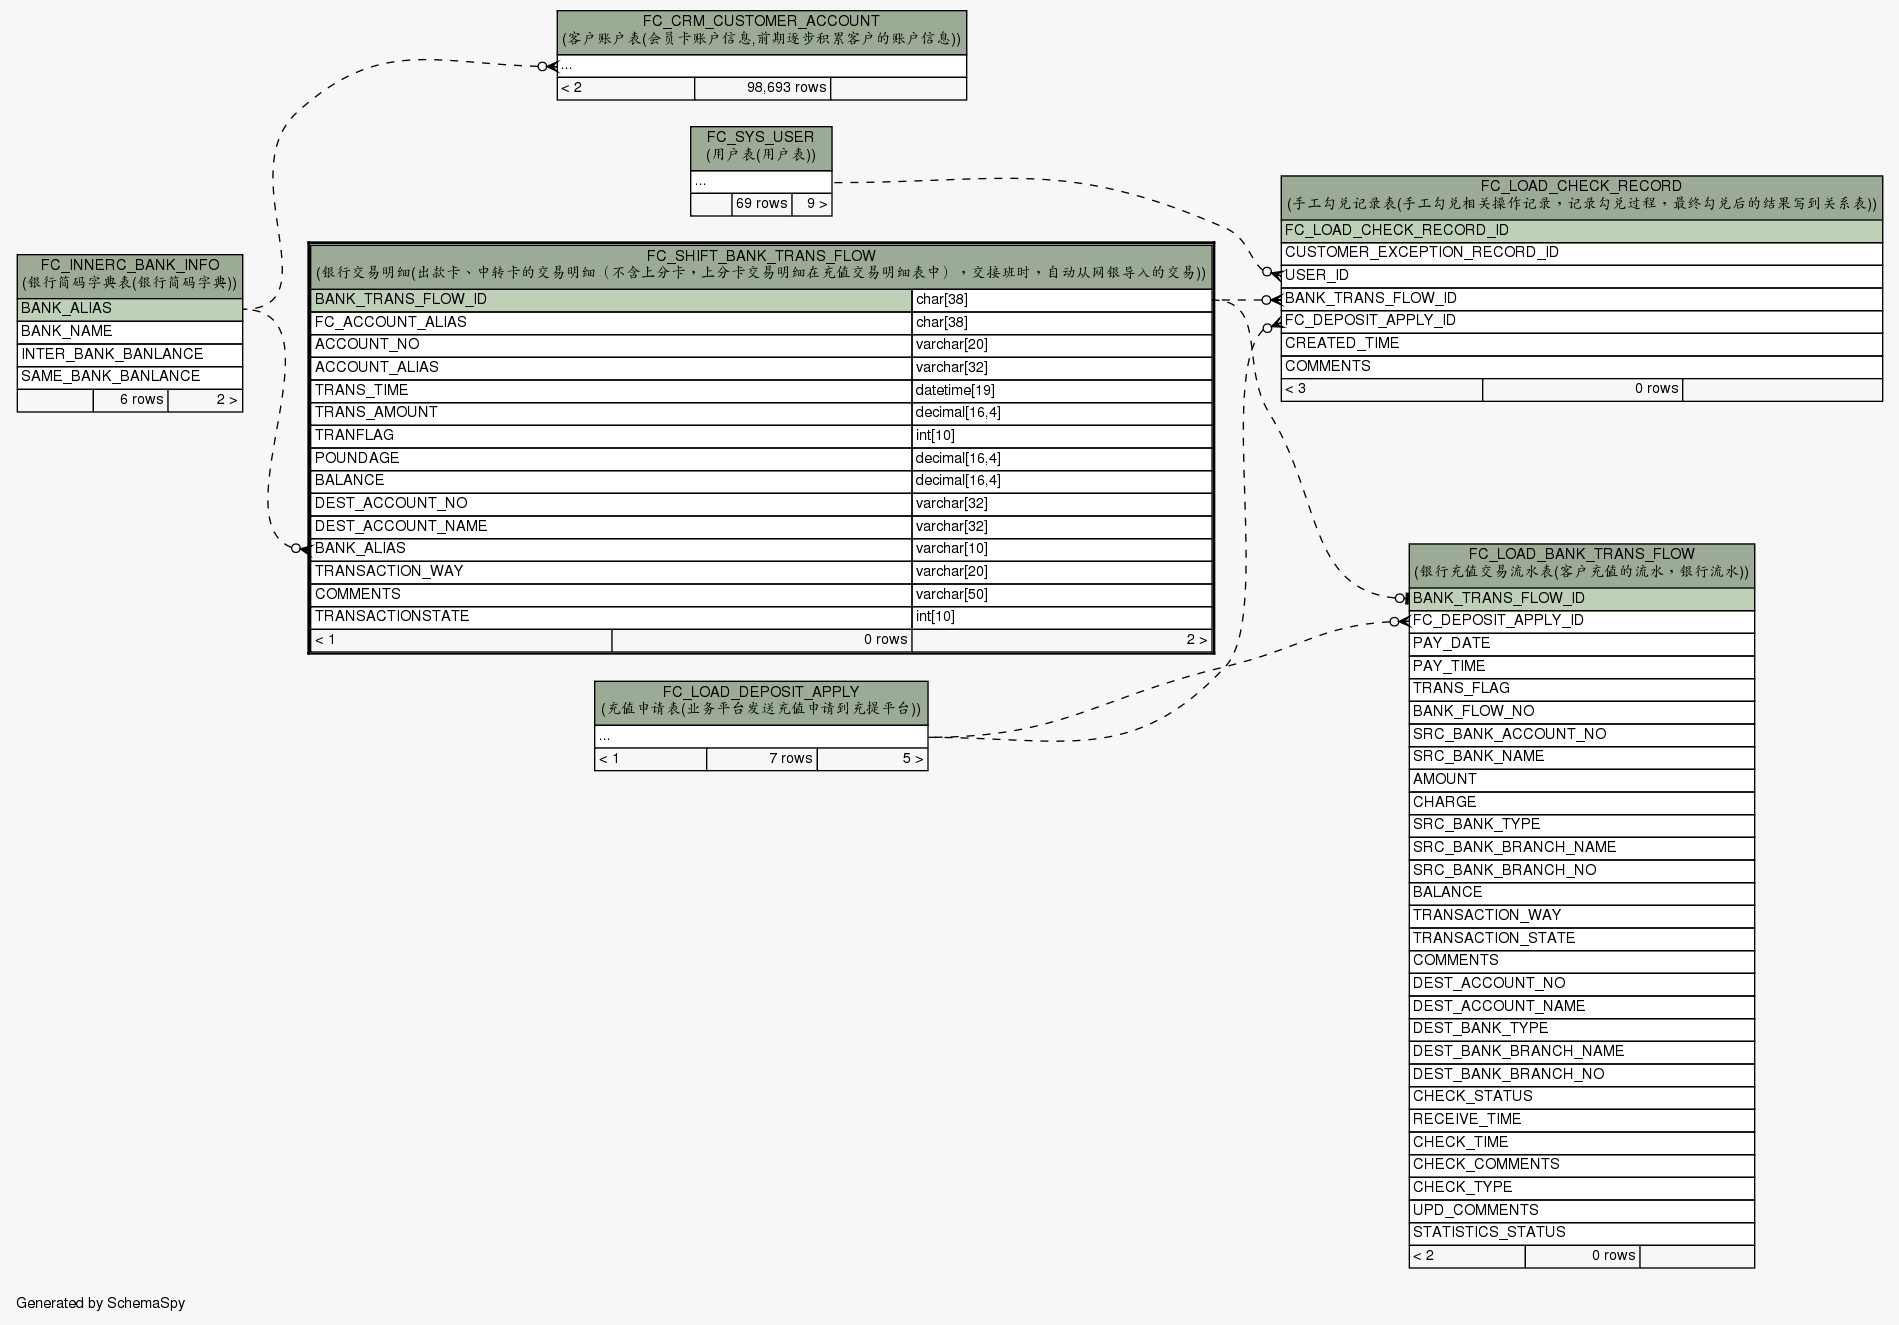 FC_CRM_CUSTOMER_ACCOUNT
(客户账户表(会员卡账户信息,前期逐步积累客户的账户信息))
...
< 2 98,693 rows
FC_SYS_USER
(用户表(用户表))
...
69 rows 9 >
FC_LOAD_CHECK_RECORD
(手工勾兑记录表(手工勾兑相关操作记录，记录勾兑过程，最终勾兑后的结果写到关系表))
FC_LOAD_CHECK_RECORD_ID
CUSTOMER_EXCEPTION_RECORD_ID
USER_ID
BANK_TRANS_FLOW_ID
FC_DEPOSIT_APPLY_ID
CREATED_TIME
COMMENTS
< 3 0 rows
FC_INNERC_BANK_INFO
(银行简码字典表(银行简码字典))
BANK_ALIAS
BANK_NAME
INTER_BANK_BANLANCE
SAME_BANK_BANLANCE
6 rows 2 >
FC_SHIFT_BANK_TRANS_FLOW
(银行交易明细(出款卡、中转卡的交易明细（不含上分卡，上分卡交易明细在充值交易明细表中），交接班时，自动从网银导入的交易))
BANK_TRANS_FLOW_ID char[38]
FC_ACCOUNT_ALIAS char[38]
ACCOUNT_NO varchar[20]
ACCOUNT_ALIAS varchar[32]
TRANS_TIME datetime[19]
TRANS_AMOUNT decimal[16,4]
TRANFLAG int[10]
POUNDAGE decimal[16,4]
BALANCE decimal[16,4]
DEST_ACCOUNT_NO varchar[32]
DEST_ACCOUNT_NAME varchar[32]
BANK_ALIAS varchar[10]
TRANSACTION_WAY varchar[20]
COMMENTS varchar[50]
TRANSACTIONSTATE int[10]
< 1 0 rows 2 >
FC_LOAD_DEPOSIT_APPLY
(充值申请表(业务平台发送充值申请到充提平台))
...
< 1 7 rows 5 >
FC_LOAD_BANK_TRANS_FLOW
(银行充值交易流水表(客户充值的流水，银行流水))
BANK_TRANS_FLOW_ID
FC_DEPOSIT_APPLY_ID
PAY_DATE
PAY_TIME
TRANS_FLAG
BANK_FLOW_NO
SRC_BANK_ACCOUNT_NO
SRC_BANK_NAME
AMOUNT
CHARGE
SRC_BANK_TYPE
SRC_BANK_BRANCH_NAME
SRC_BANK_BRANCH_NO
BALANCE
TRANSACTION_WAY
TRANSACTION_STATE
COMMENTS
DEST_ACCOUNT_NO
DEST_ACCOUNT_NAME
DEST_BANK_TYPE
DEST_BANK_BRANCH_NAME
DEST_BANK_BRANCH_NO
CHECK_STATUS
RECEIVE_TIME
CHECK_TIME
CHECK_COMMENTS
CHECK_TYPE
UPD_COMMENTS
STATISTICS_STATUS
< 2 0 rows
Generated by SchemaSpy